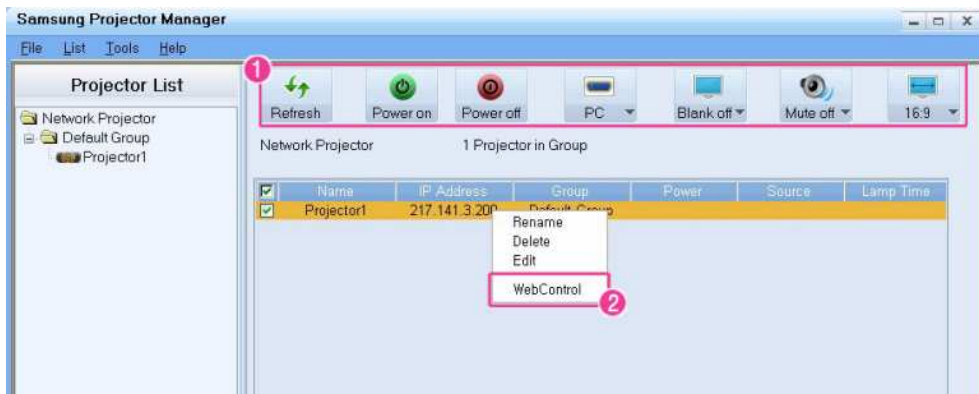 Samsung Projector Manager
File List Tools Help
Projector List
Network Projector
Default Group
Projector1
1
Refresh Power on Power off PC Blank off Mute off 16:9
Network Projector 1 Projector in Group
Name IP Address Group Power Source Lamp Time
Projector1 217.141.3.200 Default Group
Rename
Delete
Edit
WebControl
2